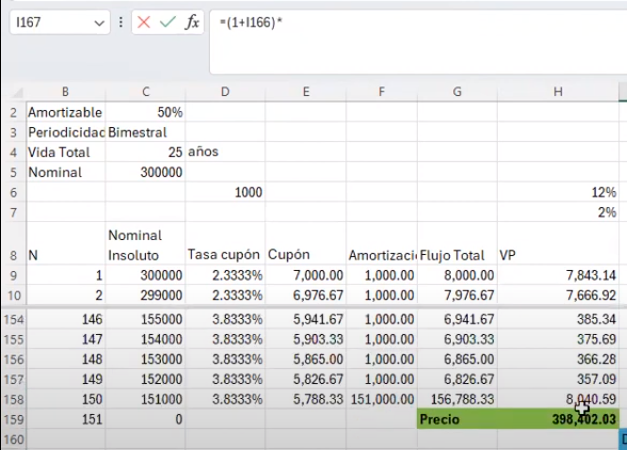 I167
fx
=(1+I166)*
B C D E F G H
2 Amortizable 50%
3 Periodicidad Bimestral
4 Vida Total 25 años
5 Nominal 300000
6 1000 12%
7 2%
8 N Nominal Insoluto Tasa cupón Cupón Amortizaci Flujo Total VP
9 1 300000 2.3333% 7,000.00 1,000.00 8,000.00 7,843.14
10 2 299000 2.3333% 6,976.67 1,000.00 7,976.67 7,666.92
154 146 155000 3.8333% 5,941.67 1,000.00 6,941.67 385.34
155 147 154000 3.8333% 5,903.33 1,000.00 6,903.33 375.69
156 148 153000 3.8333% 5,865.00 1,000.00 6,865.00 366.28
157 149 152000 3.8333% 5,826.67 1,000.00 6,826.67 357.09
158 150 151000 3.8333% 5,788.33 151,000.00 156,788.33 8,040.59
159 151 0 Precio 398,402.03
160